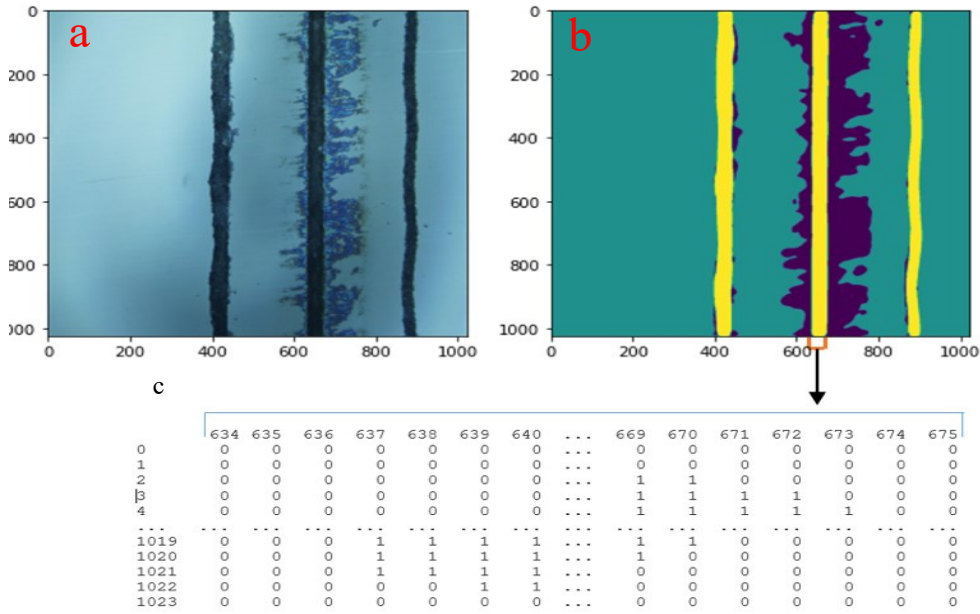 a
0
200
400
600
800
1000
0 200 400 600 800 1000
b
0
200
400
600
800
1000
0 200 400 600 800 1000
c
634 635 636 637 638 639 640 ... 669 670 671 672 673 674 675
0 0 0 0 0 0 0 0 ... 0 0 0 0 0 0 0
1 0 0 0 0 0 0 0 ... 0 0 0 0 0 0 0
2 0 0 0 0 0 0 0 ... 1 1 0 0 0 0 0
3 0 0 0 0 0 0 0 ... 1 1 1 1 0 0 0
4 0 0 0 0 0 0 0 ... 1 1 1 1 1 0 0
... ... ... ... ... ... ... ... ... ... ... ... ... ... ... ...
1019 0 0 0 1 1 1 1 ... 1 1 0 0 0 0 0
1020 0 0 0 1 1 1 1 ... 1 0 0 0 0 0 0
1021 0 0 0 1 1 1 1 ... 0 0 0 0 0 0 0
1022 0 0 0 0 0 1 1 ... 0 0 0 0 0 0 0
1023 0 0 0 0 0 0 0 ... 0 0 0 0 0 0 0